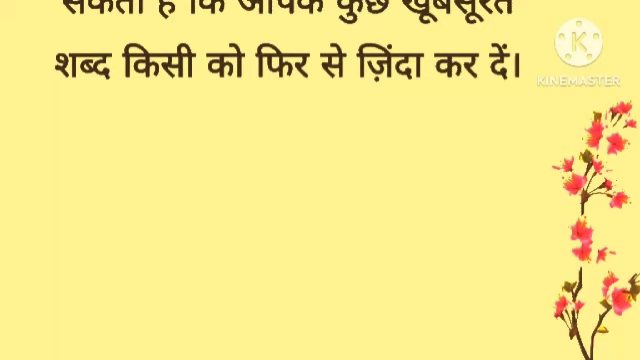 सकता है कि आपके कुछ खूबसूरत
शब्द किसी को फिर से ज़िंदा कर दें।
KINEMASTER